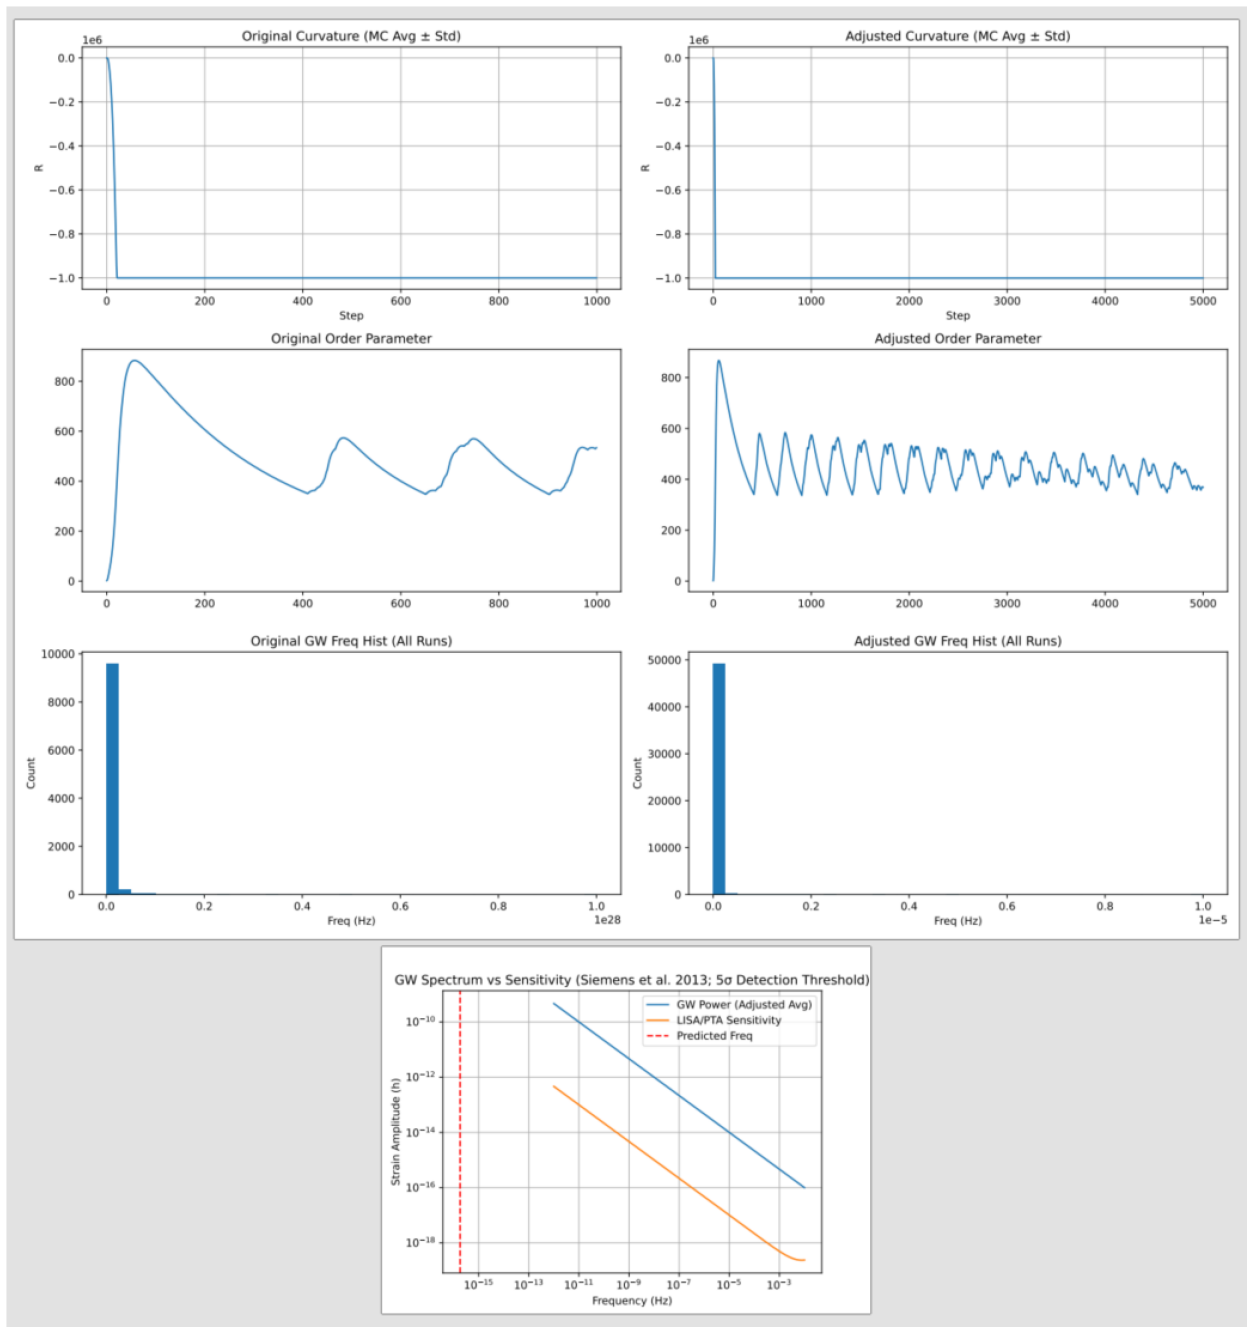 Original Curvature (MC Avg ± Std)
1e6
0.0
−0.2
−0.4
−0.6
−0.8
−1.0
R
0 200 400 600 800 1000
Step
Adjusted Curvature (MC Avg ± Std)
1e6
0.0
−0.2
−0.4
−0.6
−0.8
−1.0
R
0 1000 2000 3000 4000 5000
Step
Original Order Parameter
800
600
400
200
0
0 200 400 600 800 1000
Adjusted Order Parameter
800
600
400
200
0
0 1000 2000 3000 4000 5000
Original GW Freq Hist (All Runs)
10000
8000
6000
4000
2000
0
Count
0.0 0.2 0.4 0.6 0.8 1.0
1e28
Freq (Hz)
Adjusted GW Freq Hist (All Runs)
50000
40000
30000
20000
10000
0
Count
0.0 0.2 0.4 0.6 0.8 1.0
1e−5
Freq (Hz)
GW Spectrum vs Sensitivity (Siemens et al. 2013; 5σ Detection Threshold)
GW Power (Adjusted Avg)
LISA/PTA Sensitivity
Predicted Freq
10⁻¹⁰
10⁻¹²
10⁻¹⁴
10⁻¹⁶
10⁻¹⁸
Strain Amplitude (h)
10⁻¹⁵ 10⁻¹³ 10⁻¹¹ 10⁻⁹ 10⁻⁷ 10⁻⁵ 10⁻³
Frequency (Hz)